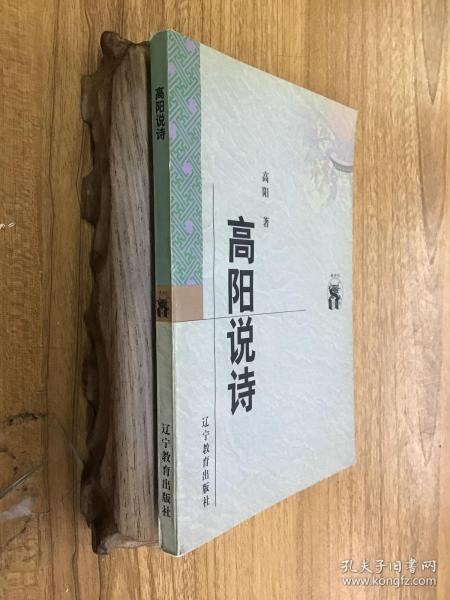 高阳说诗
辽宁教育出版社
高阳 著
高阳说诗
辽宁教育出版社
孔夫子旧书网
www.kongfz.com